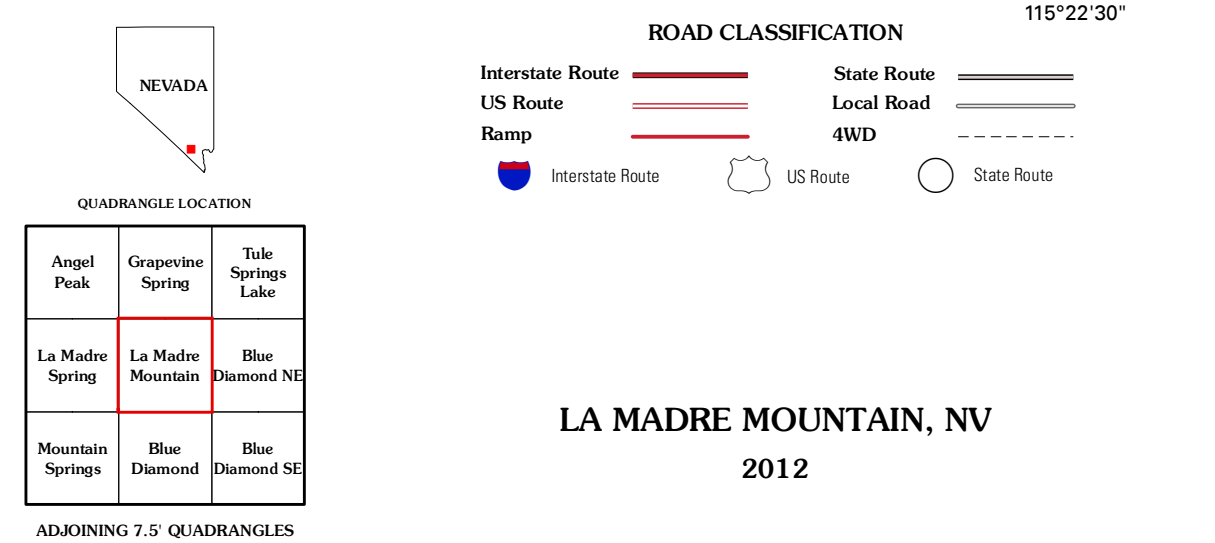 115°22'30"
NEVADA
QUADRANGLE LOCATION
Angel
Peak
Grapevine
Spring
Tule
Springs
Lake
La Madre
Spring
La Madre
Mountain
Blue
Diamond NE
Mountain
Springs
Blue
Diamond
Blue
Diamond SE
ADJOINING 7.5' QUADRANGLES
ROAD CLASSIFICATION
Interstate Route
State Route
US Route
Local Road
Ramp
4WD
Interstate Route
US Route
State Route
LA MADRE MOUNTAIN, NV
2012